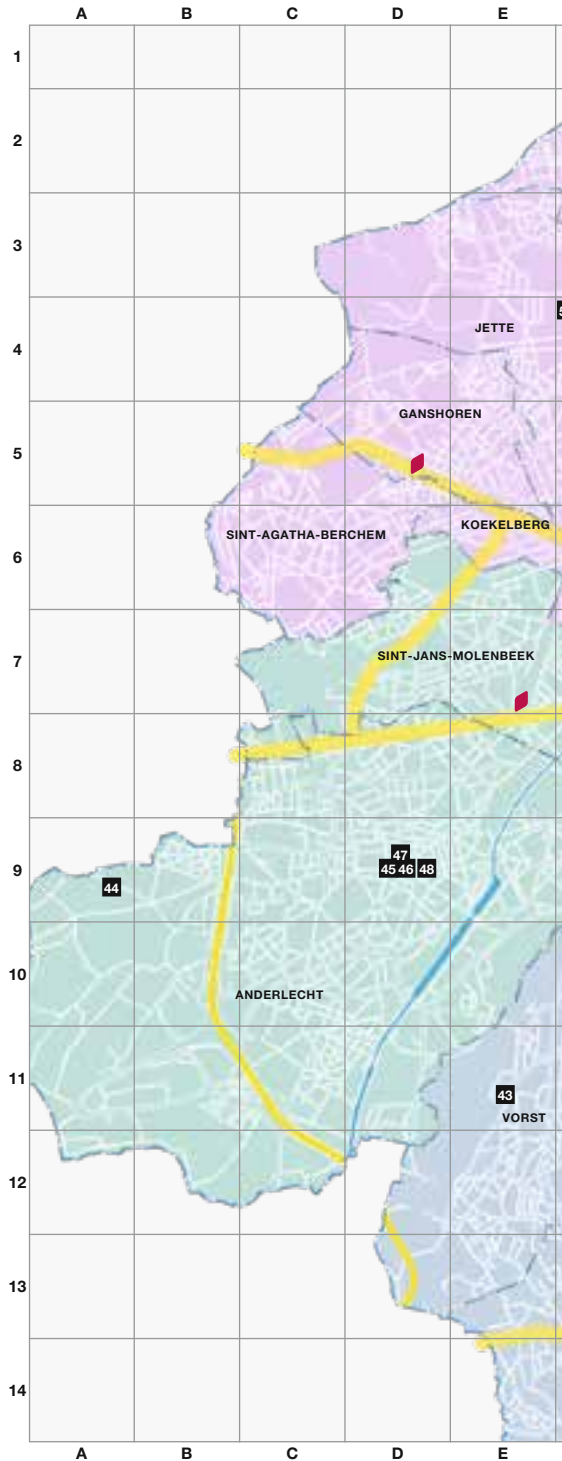 A B C D E
1
2
3
JETTE
4
GANSHOREN
5
KOEKELBERG
SINT-AGATHA-BERCHEM
6
SINT-JANS-MOLENBEEK
7
8
47
9
45 46 48
44
10
ANDERLECHT
11
43
VORST
12
13
14
A B C D E